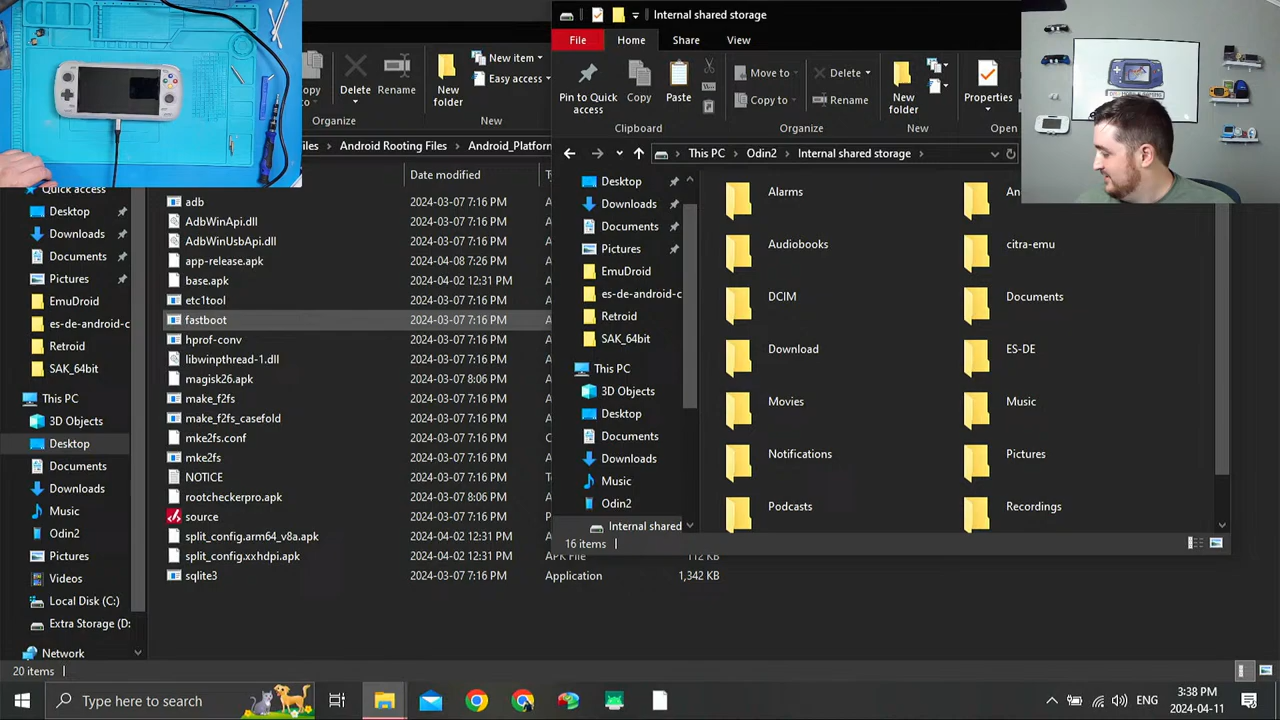 Internal shared storage
File
Home
Share
View
Copy
Delete
Rename
New folder
New item
Easy access
Organize
New
Pin to Quick access
Copy
Paste
Move to
Copy to
Delete
Rename
New Folder
Properties
Clipboard
Organize
New
Open
Android Rooting Files
Android_Platform
This PC
Odin2
Internal shared storage
Date modified
Quick access
Desktop
Downloads
Documents
Pictures
EmuDroid
es-de-android-c
Retroid
SAK_64bit
This PC
3D Objects
Desktop
Documents
Downloads
Music
Odin2
Pictures
Videos
Local Disk (C:)
Extra Storage (D:
Network
adb 2024-03-07 7:16 PM
AdbWinApi.dll 2024-03-07 7:16 PM
AdbWinUsbApi.dll 2024-03-07 7:16 PM
app-release.apk 2024-04-08 7:26 PM
base.apk 2024-04-02 12:31 PM
etc1tool 2024-03-07 7:16 PM
fastboot 2024-03-07 7:16 PM
hprof-conv 2024-03-07 7:16 PM
libwinpthread-1.dll 2024-03-07 7:16 PM
magisk26.apk 2024-03-07 8:06 PM
make_f2fs 2024-03-07 7:16 PM
make_f2fs_casefold 2024-03-07 7:16 PM
mke2fs.conf 2024-03-07 7:16 PM
mke2fs 2024-03-07 7:16 PM
NOTICE 2024-03-07 7:16 PM
rootcheckerpro.apk 2024-03-07 8:06 PM
source 2024-03-07 7:16 PM
split_config.arm64_v8a.apk 2024-04-02 12:31 PM
split_config.xxhdpi.apk 2024-04-02 12:31 PM APK File 112 KB
sqlite3 2024-03-07 7:16 PM Application 1,342 KB
Desktop
Downloads
Documents
Pictures
EmuDroid
es-de-android-c
Retroid
SAK_64bit
This PC
3D Objects
Desktop
Documents
Downloads
Music
Odin2
Internal shared
Alarms
Audiobooks
citra-emu
DCIM
Documents
Download
ES-DE
Movies
Music
Notifications
Pictures
Podcasts
Recordings
16 items
20 items
Type here to search
ENG
3:38 PM
2024-04-11